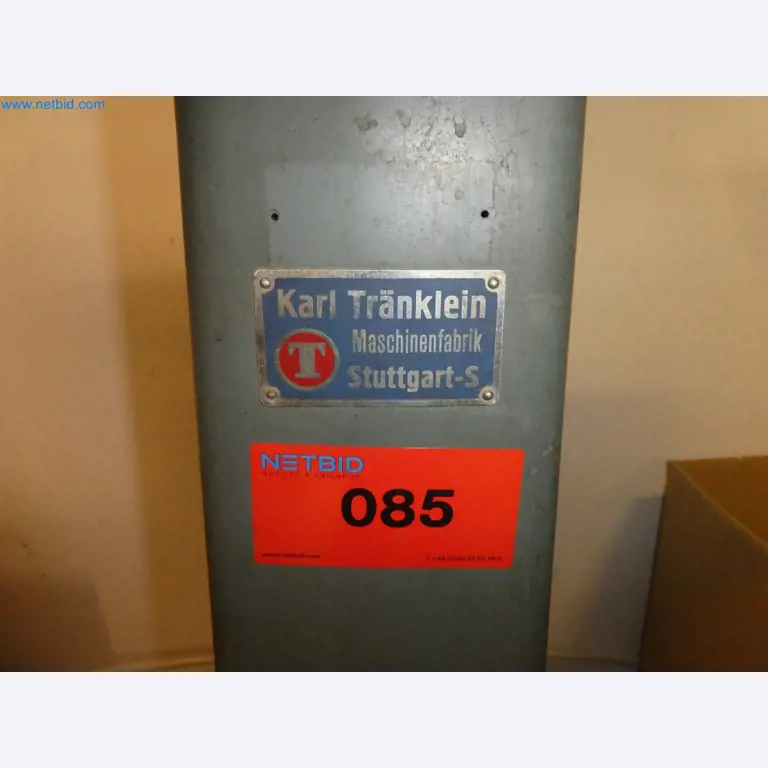 www.netbid.com
Karl Tränklein
T
Maschinenfabrik
Stuttgart-S
NETBID
085